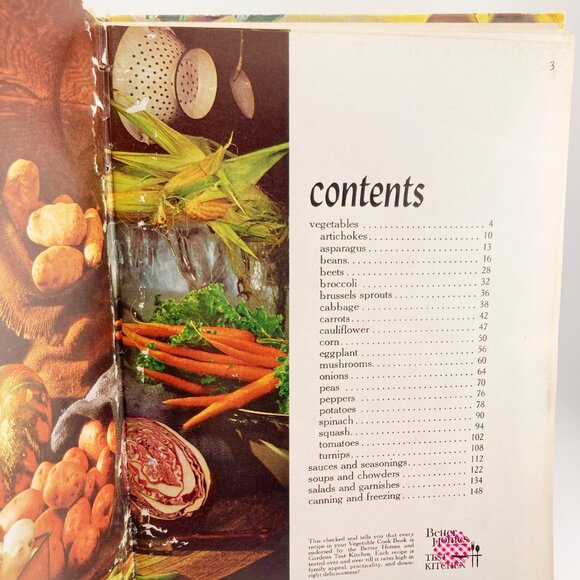 3
contents
vegetables . . . . . . . . . . . . . . . . . . . . 4
artichokes . . . . . . . . . . . . . . . . . . . . 10
asparagus . . . . . . . . . . . . . . . . . . . . 13
beans. . . . . . . . . . . . . . . . . . . . 16
beets . . . . . . . . . . . . . . . . . . . . 28
broccoli . . . . . . . . . . . . . . . . . . . . 32
brussels sprouts . . . . . . . . . . . . . . . . . . . . 36
cabbage . . . . . . . . . . . . . . . . . . . . 38
carrots . . . . . . . . . . . . . . . . . . . . 42
cauliflower . . . . . . . . . . . . . . . . . . . . 47
corn . . . . . . . . . . . . . . . . . . . . 50
eggplant . . . . . . . . . . . . . . . . . . . . 56
mushrooms. . . . . . . . . . . . . . . . . . . . 60
onions . . . . . . . . . . . . . . . . . . . . 64
peas . . . . . . . . . . . . . . . . . . . . 70
peppers . . . . . . . . . . . . . . . . . . . . 76
potatoes . . . . . . . . . . . . . . . . . . . . 78
spinach . . . . . . . . . . . . . . . . . . . . 90
squash . . . . . . . . . . . . . . . . . . . . 94
tomatoes . . . . . . . . . . . . . . . . . . . . 102
turnips . . . . . . . . . . . . . . . . . . . . 108
sauces and seasonings . . . . . . . . . . . . . . . . . . . . 112
soups and chowders . . . . . . . . . . . . . . . . . . . . 122
salads and garnishes . . . . . . . . . . . . . . . . . . . . 134
canning and freezing . . . . . . . . . . . . . . . . . . . . 148
This checked seal tells you that every
recipe in your Vegetable Cook Book is
endorsed by the Better Homes and
Gardens Test Kitchen. Each recipe is
tested over and over till it rates high in
family appeal, practicality, and down-
right deliciousness!
Better
Homes
TEST
KITCHEN